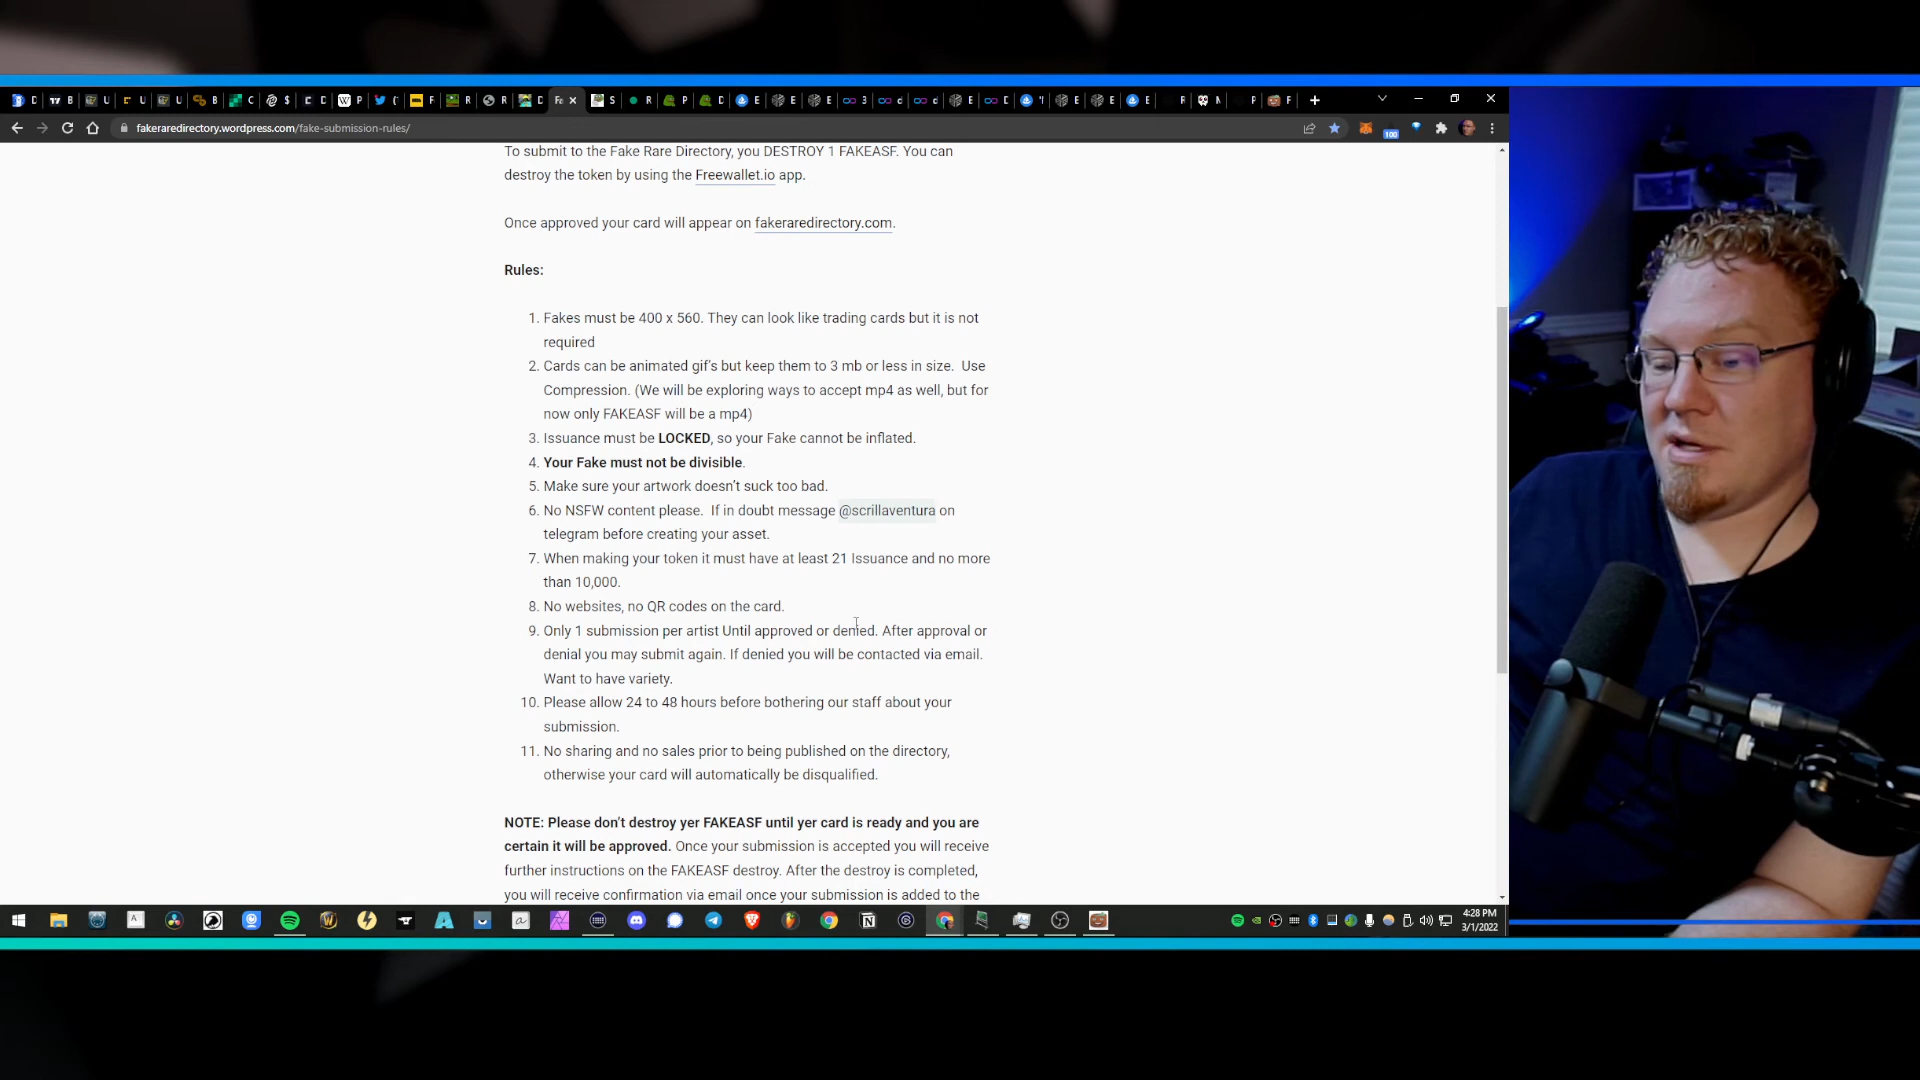 D B U U B C $ D P ( F R R D Fa S R P D E E E 3 d d E D " E E E F M P F
fakeraredirectory.wordpress.com/fake-submission-rules/
100
To submit to the Fake Rare Directory, you DESTROY 1 FAKEASF. You can
destroy the token by using the Freewallet.io app.
Once approved your card will appear on fakeraredirectory.com.
Rules:
1. Fakes must be 400 x 560. They can look like trading cards but it is not
required
2. Cards can be animated gif's but keep them to 3 mb or less in size. Use
Compression. (We will be exploring ways to accept mp4 as well, but for
now only FAKEASF will be a mp4)
3. Issuance must be LOCKED, so your Fake cannot be inflated.
4. Your Fake must not be divisible.
5. Make sure your artwork doesn't suck too bad.
6. No NSFW content please. If in doubt message @scrillaventura on
telegram before creating your asset.
7. When making your token it must have at least 21 Issuance and no more
than 10,000.
8. No websites, no QR codes on the card.
9. Only 1 submission per artist Until approved or denied. After approval or
denial you may submit again. If denied you will be contacted via email.
Want to have variety.
10. Please allow 24 to 48 hours before bothering our staff about your
submission.
11. No sharing and no sales prior to being published on the directory,
otherwise your card will automatically be disqualified.
NOTE: Please don't destroy yer FAKEASF until yer card is ready and you are
certain it will be approved. Once your submission is accepted you will receive
further instructions on the FAKEASF destroy. After the destroy is completed,
you will receive confirmation via email once your submission is added to the
4:28 PM
3/1/2022